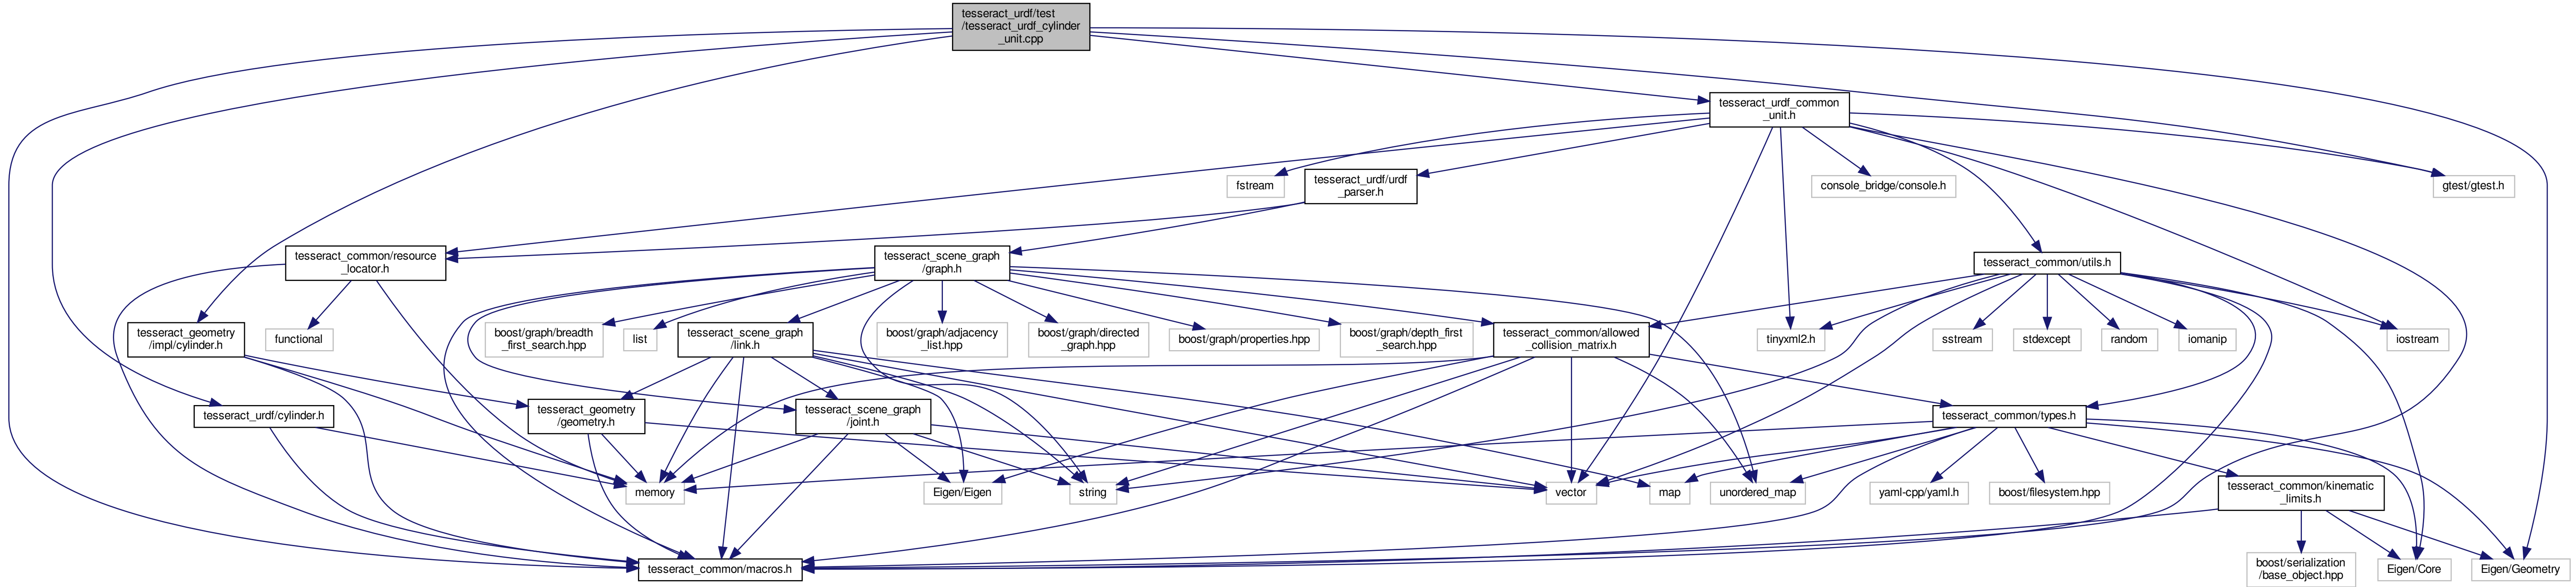 tesseract_urdf/test
/tesseract_urdf_cylinder
_unit.cpp
tesseract_urdf_common
_unit.h
fstream
tesseract_urdf/urdf
_parser.h
console_bridge/console.h
gtest/gtest.h
tesseract_common/resource
_locator.h
tesseract_scene_graph
/graph.h
tesseract_common/utils.h
tesseract_geometry
/impl/cylinder.h
functional
boost/graph/breadth
_first_search.hpp
list
tesseract_scene_graph
/link.h
boost/graph/adjacency
_list.hpp
boost/graph/directed
_graph.hpp
boost/graph/properties.hpp
boost/graph/depth_first
_search.hpp
tesseract_common/allowed
_collision_matrix.h
tinyxml2.h
sstream
stdexcept
random
iomanip
iostream
tesseract_urdf/cylinder.h
tesseract_geometry
/geometry.h
tesseract_scene_graph
/joint.h
tesseract_common/types.h
memory
Eigen/Eigen
string
vector
map
unordered_map
yaml-cpp/yaml.h
boost/filesystem.hpp
tesseract_common/kinematic
_limits.h
tesseract_common/macros.h
boost/serialization
/base_object.hpp
Eigen/Core
Eigen/Geometry